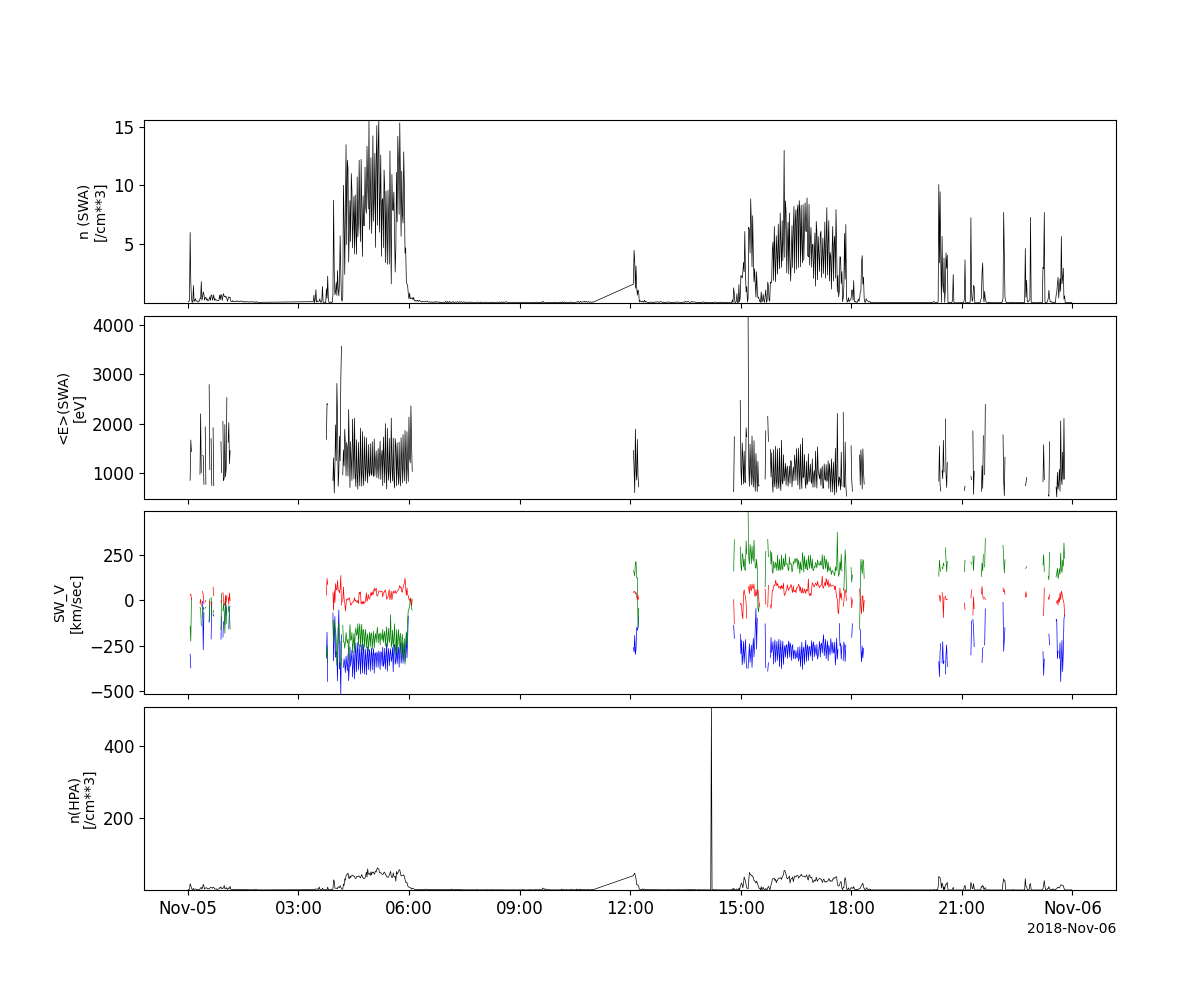 15
10
5
n (SWA)
[/cm**3]
4000
3000
2000
1000
<E>(SWA)
[eV]
250
0
−250
−500
SW_V
[km/sec]
400
200
n(HPA)
[/cm**3]
Nov-05 03:00 06:00 09:00 12:00 15:00 18:00 21:00 Nov-06
2018-Nov-06